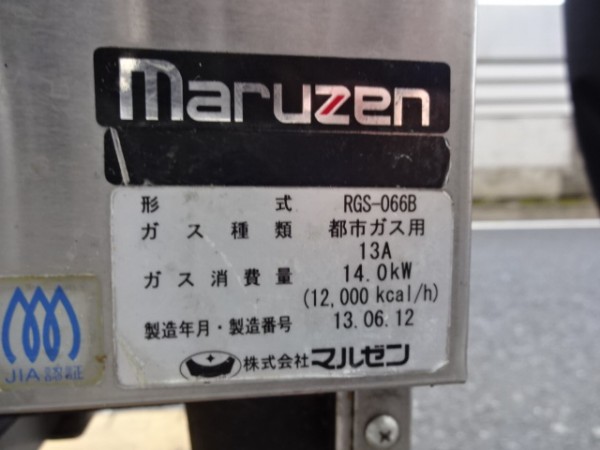 maruzen
形式 RGS-066B
ガス種類 都市ガス用
13A
ガス消費量 14.0kW
(12,000 kcal/h)
製造年月・製造番号 13.06.12
株式会社マルゼン
JIA認証